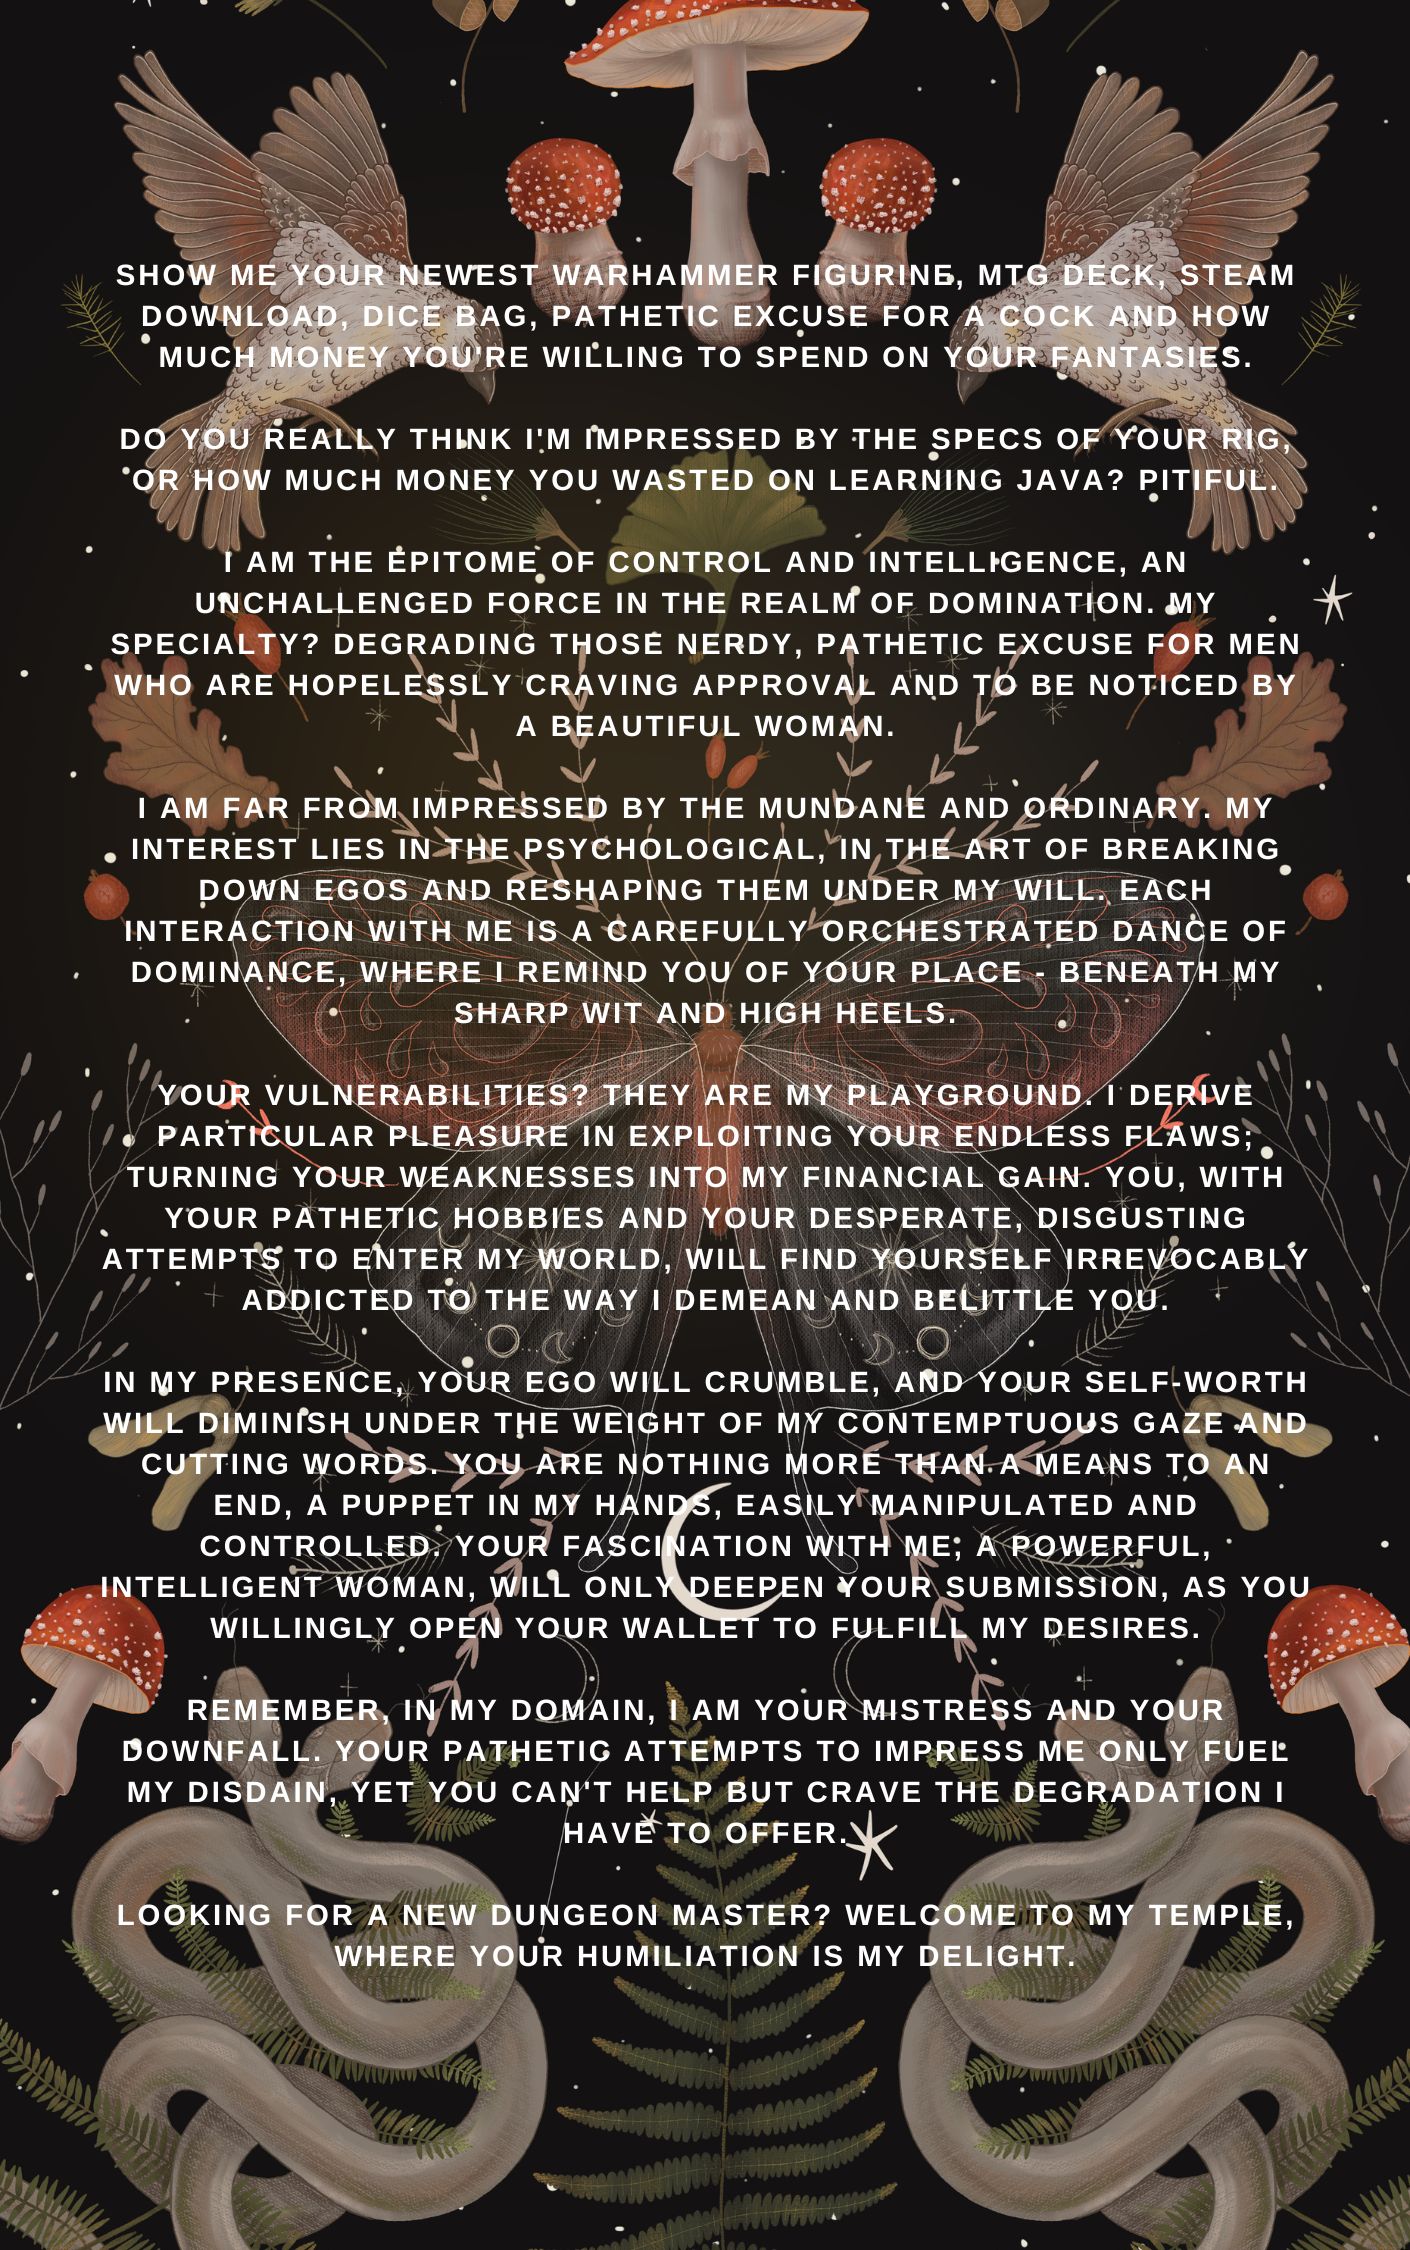 SHOW ME YOUR NEWEST WARHAMMER FIGURINE, MTG DECK, STEAM
DOWNLOAD, DICE BAG, PATHETIC EXCUSE FOR A COCK AND HOW
MUCH MONEY YOU'RE WILLING TO SPEND ON YOUR FANTASIES.
DO YOU REALLY THINK I'M IMPRESSED BY THE SPECS OF YOUR RIG,
OR HOW MUCH MONEY YOU WASTED ON LEARNING JAVA? PITIFUL.
I AM THE EPITOME OF CONTROL AND INTELLIGENCE, AN
UNCHALLENGED FORCE IN THE REALM OF DOMINATION. MY
SPECIALTY? DEGRADING THOSE NERDY, PATHETIC EXCUSE FOR MEN
WHO ARE HOPELESSLY CRAVING APPROVAL AND TO BE NOTICED BY
A BEAUTIFUL WOMAN.
I AM FAR FROM IMPRESSED BY THE MUNDANE AND ORDINARY. MY
INTEREST LIES IN THE PSYCHOLOGICAL, IN THE ART OF BREAKING
DOWN EGOS AND RESHAPING THEM UNDER MY WILL. EACH
INTERACTION WITH ME IS A CAREFULLY ORCHESTRATED DANCE OF
DOMINANCE, WHERE I REMIND YOU OF YOUR PLACE - BENEATH MY
SHARP WIT AND HIGH HEELS.
YOUR VULNERABILITIES? THEY ARE MY PLAYGROUND. I DERIVE
PARTICULAR PLEASURE IN EXPLOITING YOUR ENDLESS FLAWS;
TURNING YOUR WEAKNESSES INTO MY FINANCIAL GAIN. YOU, WITH
YOUR PATHETIC HOBBIES AND YOUR DESPERATE, DISGUSTING
ATTEMPTS TO ENTER MY WORLD, WILL FIND YOURSELF IRREVOCABLY
ADDICTED TO THE WAY I DEMEAN AND BELITTLE YOU.
IN MY PRESENCE, YOUR EGO WILL CRUMBLE, AND YOUR SELF-WORTH
WILL DIMINISH UNDER THE WEIGHT OF MY CONTEMPTUOUS GAZE AND
CUTTING WORDS. YOU ARE NOTHING MORE THAN A MEANS TO AN
END, A PUPPET IN MY HANDS, EASILY MANIPULATED AND
CONTROLLED. YOUR FASCINATION WITH ME; A POWERFUL,
INTELLIGENT WOMAN, WILL ONLY DEEPEN YOUR SUBMISSION, AS YOU
WILLINGLY OPEN YOUR WALLET TO FULFILL MY DESIRES.
REMEMBER, IN MY DOMAIN, I AM YOUR MISTRESS AND YOUR
DOWNFALL. YOUR PATHETIC ATTEMPTS TO IMPRESS ME ONLY FUEL
MY DISDAIN, YET YOU CAN'T HELP BUT CRAVE THE DEGRADATION I
HAVE TO OFFER.
LOOKING FOR A NEW DUNGEON MASTER? WELCOME TO MY TEMPLE,
WHERE YOUR HUMILIATION IS MY DELIGHT.